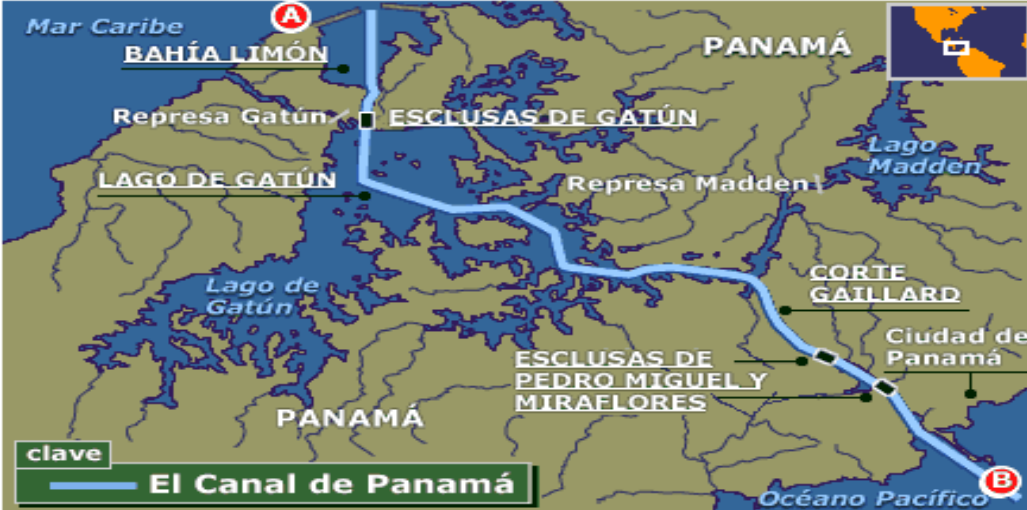 A
Mar Caribe
BAHÍA LIMÓN
PANAMÁ
Represa Gatún
ESCLUSAS DE GATÚN
Lago
Madden
LAGO DE GATÚN
Represa Madden
CORTE
GAILLARD
Lago de
Gatún
Ciudad de
Panamá
ESCLUSAS DE
PEDRO MIGUEL Y
MIRAFLORES
PANAMÁ
clave
El Canal de Panamá
B
Océano Pacífico